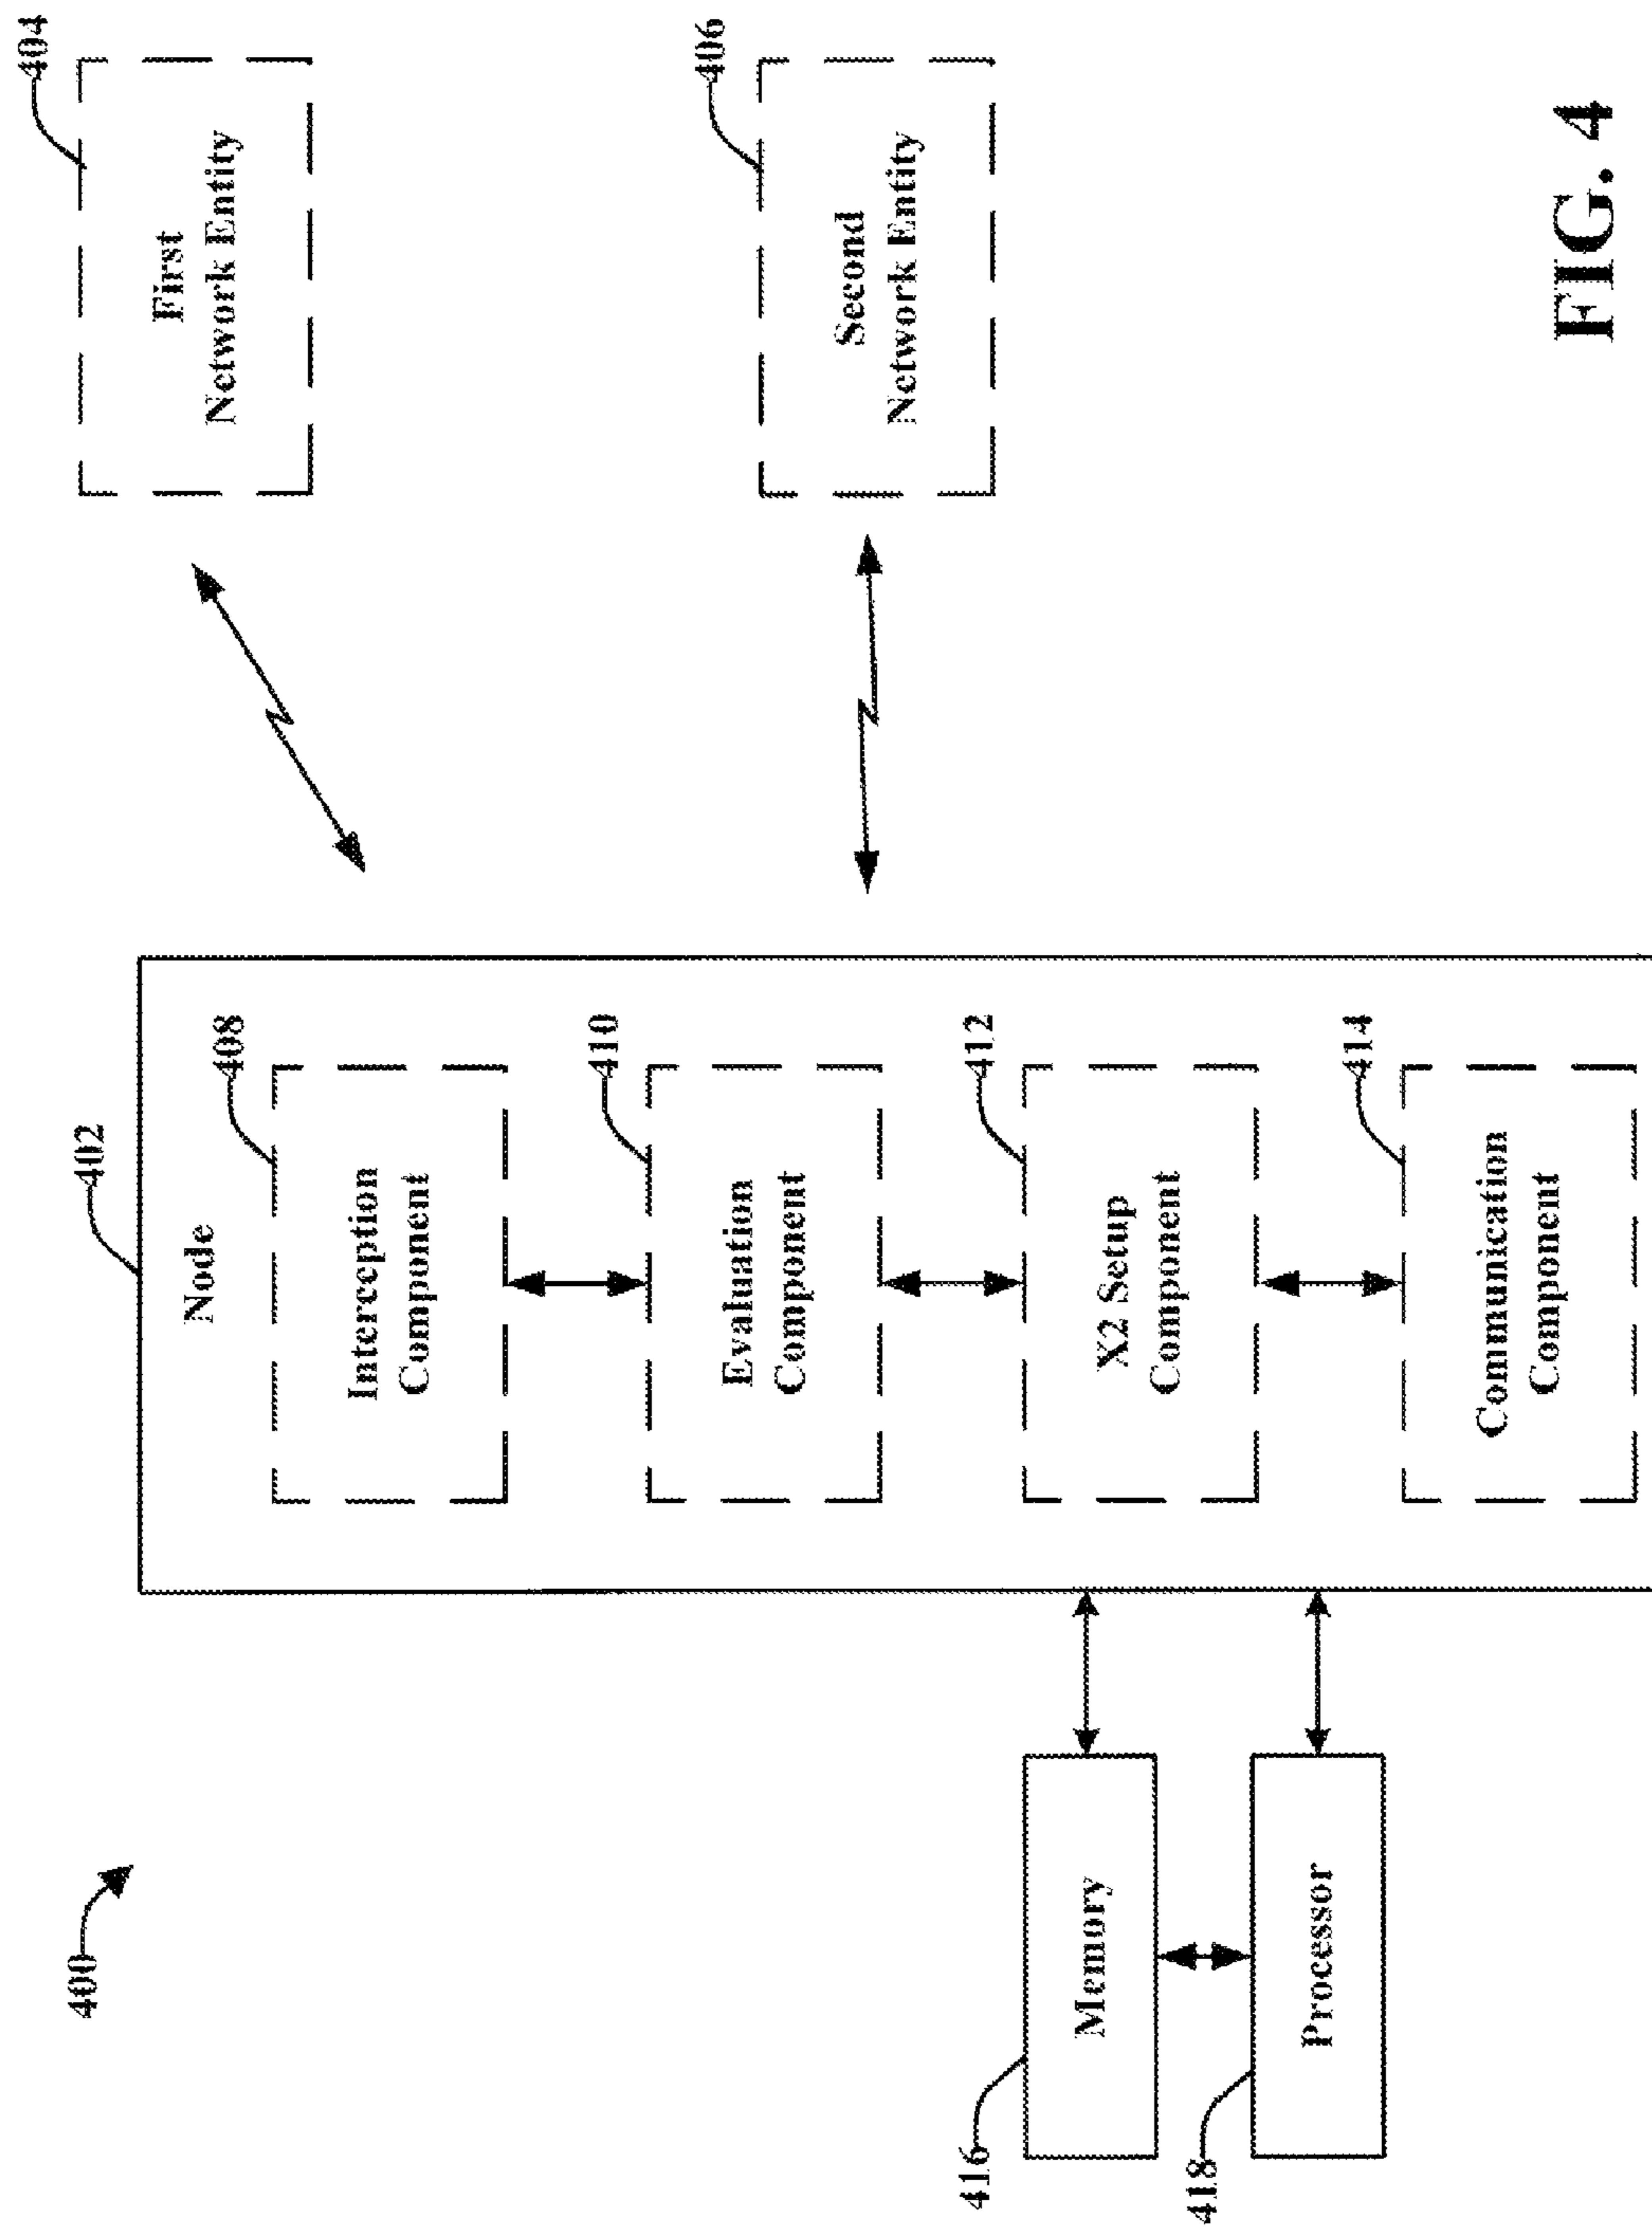 400
402
404
Node
First
Network Entity
408
Interception
Component
410
Evaluation
Component
406
Second
Network Entity
412
X2 Setup
Component
416
Memory
414
Communication
Component
418
Processor
FIG. 4